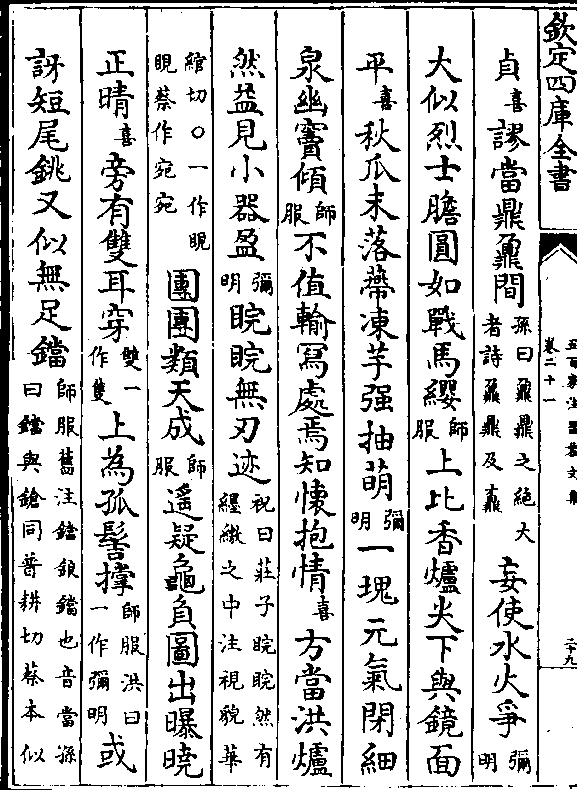 欽定四庫全書
五百家注昌黎文集
卷二十一
二十九
貞喜謬當鼎鼐間孫曰鼐鼎之絶大者詩鼐鼎及鼒妄使水火爭彌明
大似烈士膽圓如戰馬纓師服上比香爐火下與鏡面
平喜秋瓜未落蔕凍芋强抽萌彌明一塊元氣閉細
泉幽竇傾師服不值輸冩處焉知懷抱情喜方當洪爐
然益見小器盈彌明睆睆無刃迹祝曰莊子睆睆然有纆繳之中注視貌華
綰切〇一作睍睍蔡作宛宛團團類天成師服遥疑龜負圖出曝曉
正晴喜旁有雙耳穿雙一作隻上為孤髻撑師服洪曰一作彌明或
訝短尾銚又似無足鐺師服舊注鐺鋃鐺也音當孫曰鐺與鎗同普耕切蔡本似